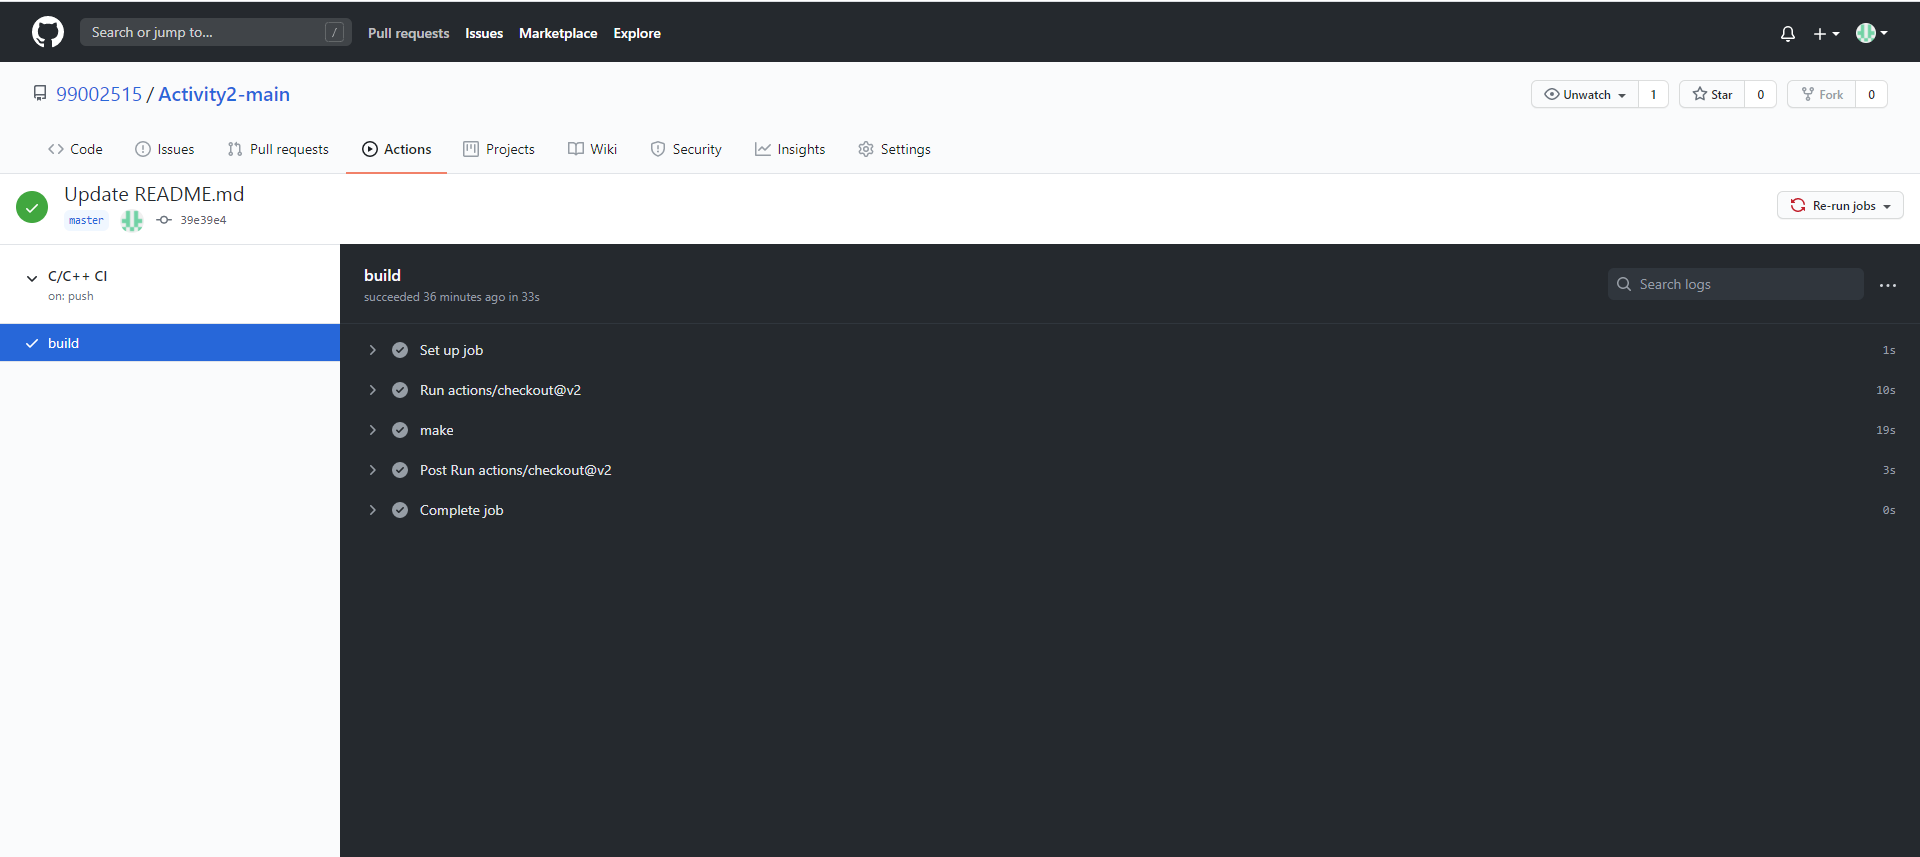 Search or jump to... / Pull requests Issues Marketplace Explore
99002515 / Activity2-main Unwatch 1 Star 0 Fork 0
Code Issues Pull requests Actions Projects Wiki Security Insights Settings
Update README.md
master 39e39e4 Re-run jobs
C/C++ CI
on: push
build
build
succeeded 36 minutes ago in 33s
Search logs
Set up job 1s
Run actions/checkout@v2 10s
make 19s
Post Run actions/checkout@v2 3s
Complete job 0s